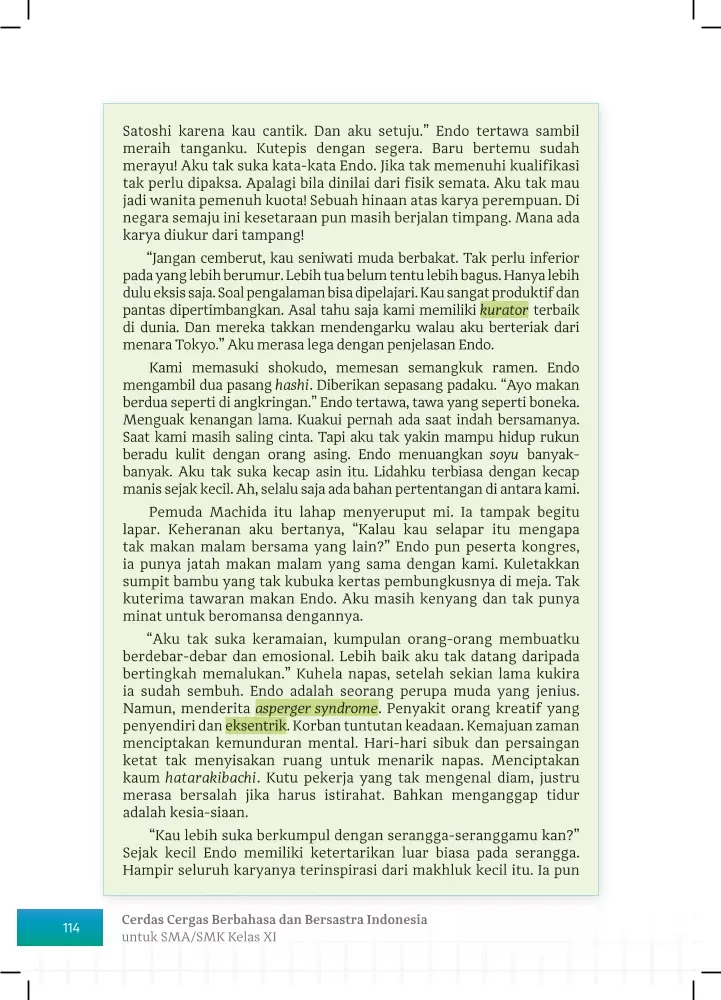 Satoshi karena kau cantik. Dan aku setuju.” Endo tertawa sambil
meraih tanganku. Kutepis dengan segera. Baru bertemu sudah
merayu! Aku tak suka kata-kata Endo. Jika tak memenuhi kualifikasi
tak perlu dipaksa. Apalagi bila dinilai dari fisik semata. Aku tak mau
jadi wanita pemenuh kuota! Sebuah hinaan atas karya perempuan. Di
negara semaju ini kesetaraan pun masih berjalan timpang. Mana ada
karya diukur dari tampang!
“Jangan cemberut, kau seniwati muda berbakat. Tak perlu inferior
pada yang lebih berumur. Lebih tua belum tentu lebih bagus. Hanya lebih
dulu eksis saja. Soal pengalaman bisa dipelajari. Kau sangat produktif dan
pantas dipertimbangkan. Asal tahu saja kami memiliki kurator terbaik
di dunia. Dan mereka takkan mendengarku walau aku berteriak dari
menara Tokyo.” Aku merasa lega dengan penjelasan Endo.
Kami memasuki shokudo, memesan semangkuk ramen. Endo
mengambil dua pasang hashi. Diberikan sepasang padaku. “Ayo makan
berdua seperti di angkringan.” Endo tertawa, tawa yang seperti boneka.
Menguak kenangan lama. Kuakui pernah ada saat indah bersamanya.
Saat kami masih saling cinta. Tapi aku tak yakin mampu hidup rukun
beradu kulit dengan orang asing. Endo menuangkan soyu banyak-
banyak. Aku tak suka kecap asin itu. Lidahku terbiasa dengan kecap
manis sejak kecil. Ah, selalu saja ada bahan pertentangan di antara kami.
Pemuda Machida itu lahap menyeruput mi. Ia tampak begitu
lapar. Keheranan aku bertanya, “Kalau kau selapar itu mengapa
tak makan malam bersama yang lain?” Endo pun peserta kongres,
ia punya jatah makan malam yang sama dengan kami. Kuletakkan
sumpit bambu yang tak kubuka kertas pembungkusnya di meja. Tak
kuterima tawaran makan Endo. Aku masih kenyang dan tak punya
minat untuk beromansa dengannya.
“Aku tak suka keramaian, kumpulan orang-orang membuatku
berdebar-debar dan emosional. Lebih baik aku tak datang daripada
bertingkah memalukan.” Kuhela napas, setelah sekian lama kukira
ia sudah sembuh. Endo adalah seorang perupa muda yang jenius.
Namun, menderita asperger syndrome. Penyakit orang kreatif yang
penyendiri dan eksentrik. Korban tuntutan keadaan. Kemajuan zaman
menciptakan kemunduran mental. Hari-hari sibuk dan persaingan
ketat tak menyisakan ruang untuk menarik napas. Menciptakan
kaum hatarakibachi. Kutu pekerja yang tak mengenal diam, justru
merasa bersalah jika harus istirahat. Bahkan menganggap tidur
adalah kesia-siaan.
“Kau lebih suka berkumpul dengan serangga-seranggamu kan?”
Sejak kecil Endo memiliki ketertarikan luar biasa pada serangga.
Hampir seluruh karyanya terinspirasi dari makhluk kecil itu. Ia pun
114
Cerdas Cergas Berbahasa dan Bersastra Indonesia
untuk SMA/SMK Kelas XI